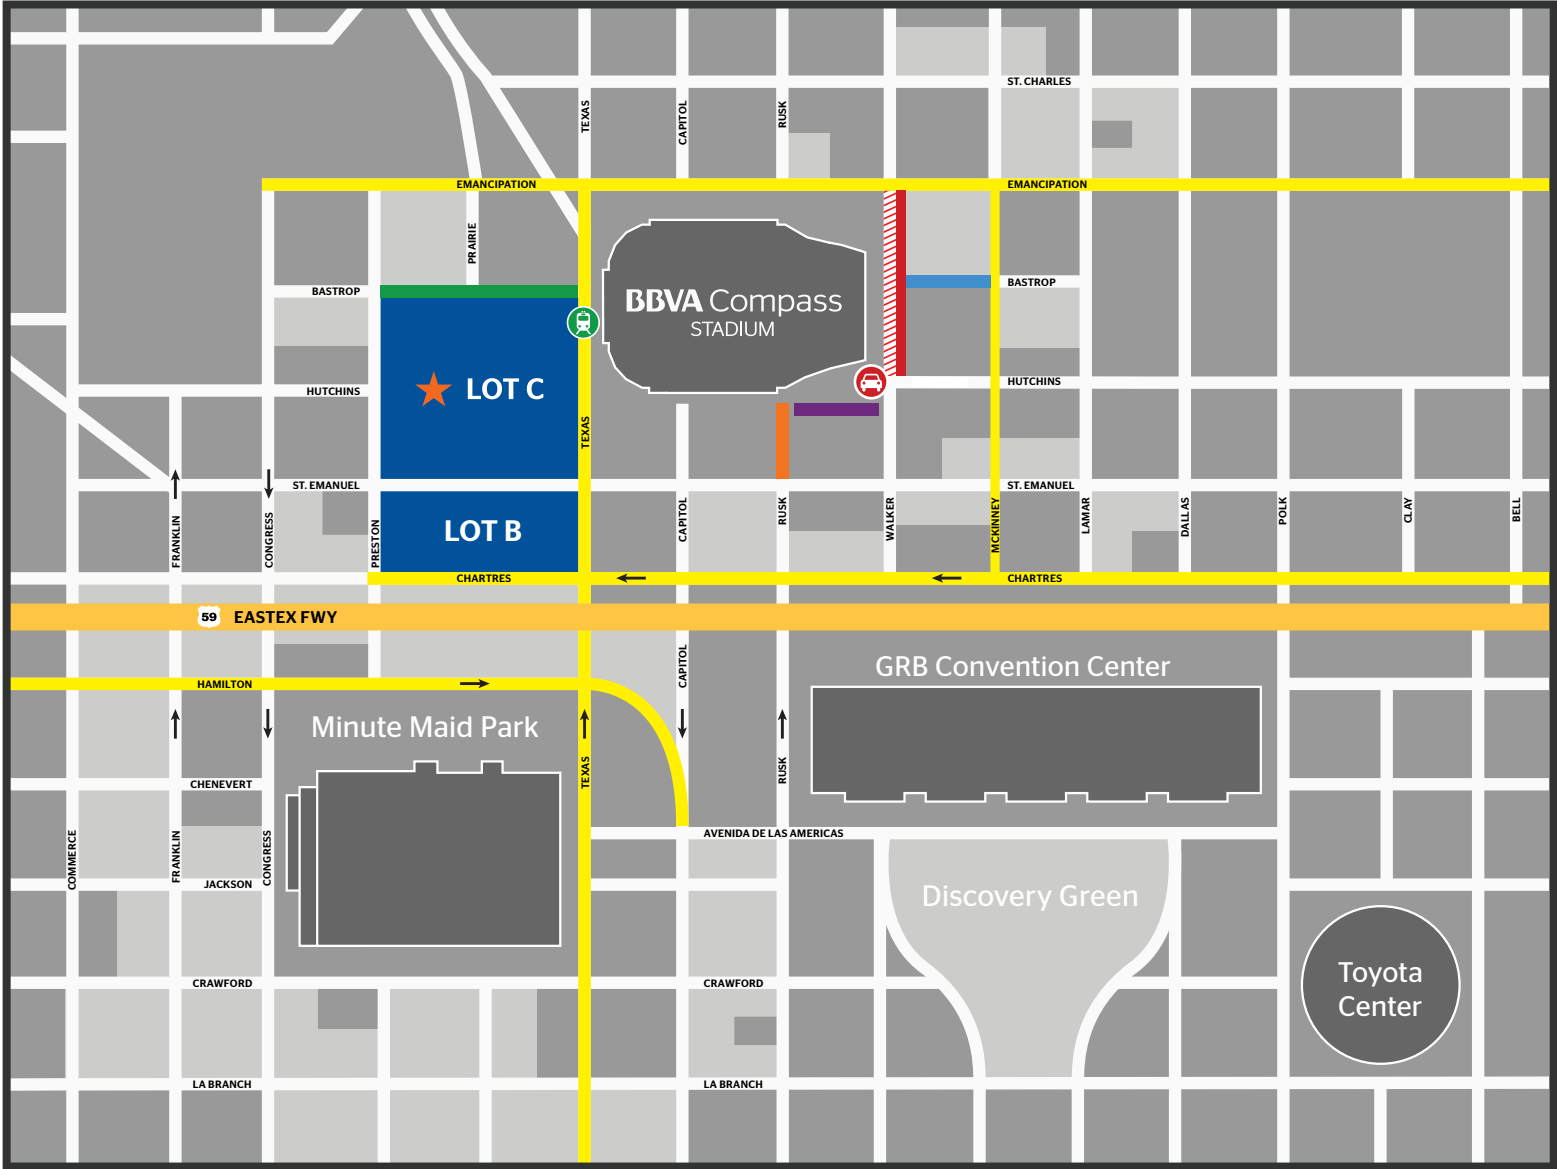 ST. CHARLES
TEXAS
CAPITOL
RUSK
EMANCIPATION
EMANCIPATION
PRAIRIE
BASTROP
BASTROP
BBVA Compass
STADIUM
HUTCHINS
LOT C
HUTCHINS
TEXAS
ST. EMANUEL
ST. EMANUEL
FRANKLIN
CONGRESS
PRESTON
LOT B
CAPITOL
RUSK
WALKER
MCKINNEY
LAMAR
DALLAS
POLK
CLAY
BELL
CHARTRES
CHARTRES
59 EASTEX FWY
CAPITOL
GRB Convention Center
HAMILTON
Minute Maid Park
TEXAS
RUSK
CHENEVERT
COMMERCE
FRANKLIN
CONGRESS
AVENIDA DE LAS AMERICAS
JACKSON
Discovery Green
CRAWFORD
CRAWFORD
Toyota
Center
LA BRANCH
LA BRANCH